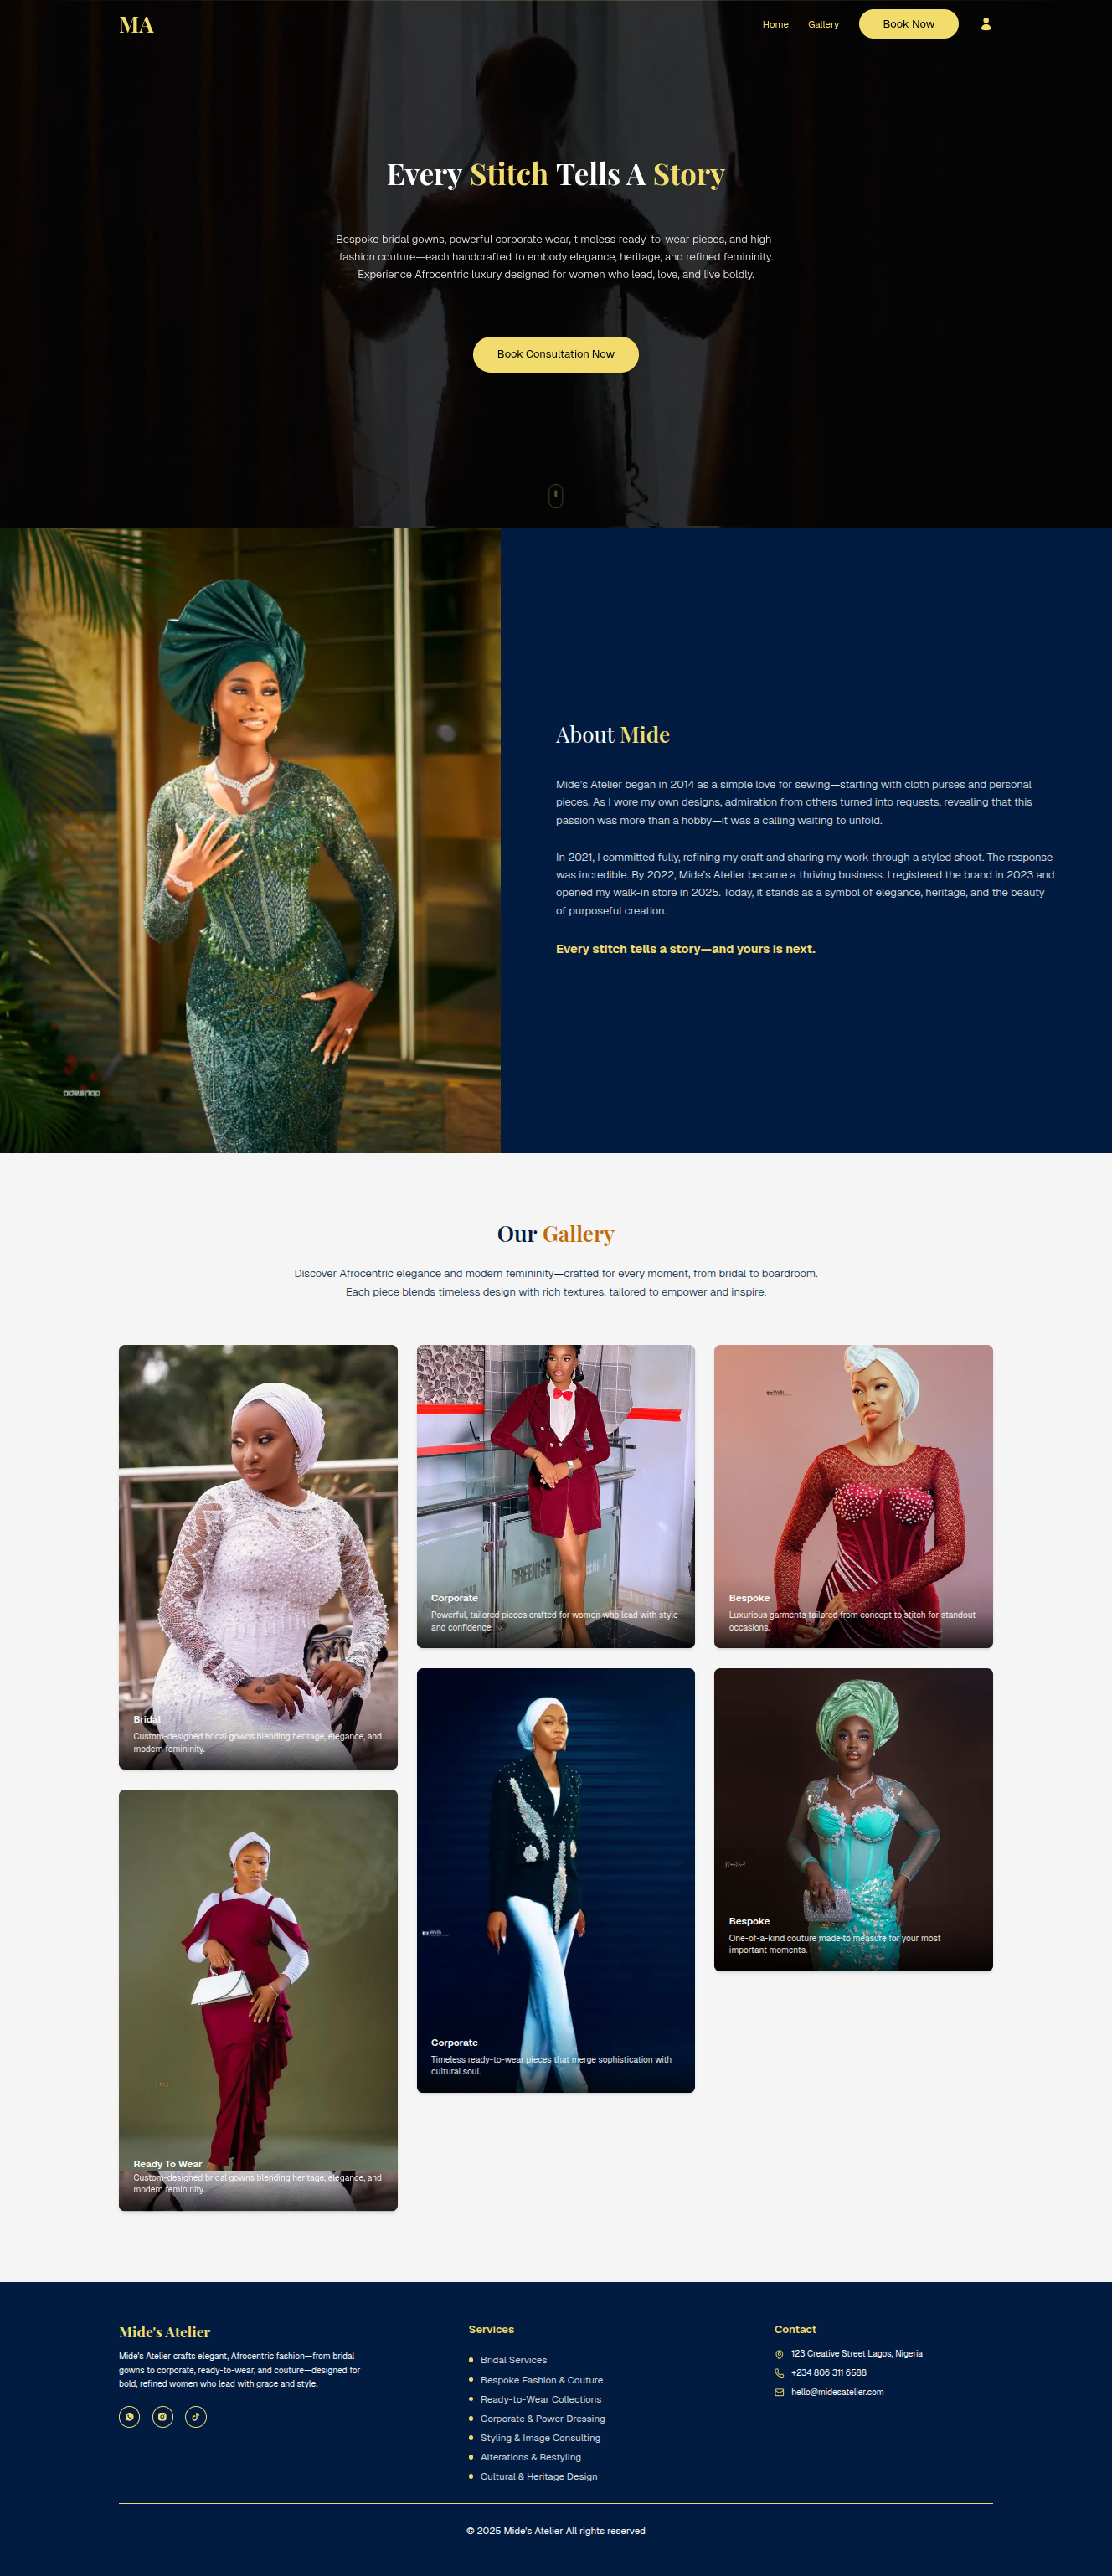 MA
Home
Gallery
Book Now
Every Stitch Tells A Story
Bespoke bridal gowns, powerful corporate wear, timeless ready-to-wear pieces, and high-
fashion couture—each handcrafted to embody elegance, heritage, and refined femininity.
Experience Afrocentric luxury designed for women who lead, love, and live boldly.
Book Consultation Now
About Mide
Mide's Atelier began in 2014 as a simple love for sewing—starting with cloth purses and personal
pieces. As I wore my own designs, admiration from others turned into requests, revealing that this
passion was more than a hobby—it was a calling waiting to unfold.
In 2021, I committed fully, refining my craft and sharing my work through a styled shoot. The response
was incredible. By 2022, Mide's Atelier became a thriving business. I registered the brand in 2023 and
opened my walk-in store in 2025. Today, it stands as a symbol of elegance, heritage, and the beauty
of purposeful creation.
Every stitch tells a story—and yours is next.
Our Gallery
Discover Afrocentric elegance and modern femininity—crafted for every moment, from bridal to boardroom.
Each piece blends timeless design with rich textures, tailored to empower and inspire.
Bridal
Custom-designed bridal gowns blending heritage, elegance, and
modern femininity.
Corporate
Powerful, tailored pieces crafted for women who lead with style
and confidence.
Bespoke
Luxurious garments tailored from concept to stitch for standout
occasions.
Ready To Wear
Custom-designed bridal gowns blending heritage, elegance, and
modern femininity.
Corporate
Timeless ready-to-wear pieces that merge sophistication with
cultural soul.
Bespoke
One-of-a-kind couture made to measure for your most
important moments.
Mide's Atelier
Mide's Atelier crafts elegant, Afrocentric fashion—from bridal
gowns to corporate, ready-to-wear, and couture—designed for
bold, refined women who lead with grace and style.
Services
Bridal Services
Bespoke Fashion & Couture
Ready-to-Wear Collections
Corporate & Power Dressing
Styling & Image Consulting
Alterations & Restyling
Cultural & Heritage Design
Contact
123 Creative Street Lagos, Nigeria
+234 806 311 6588
hello@midesatelier.com
© 2025 Mide's Atelier All rights reserved